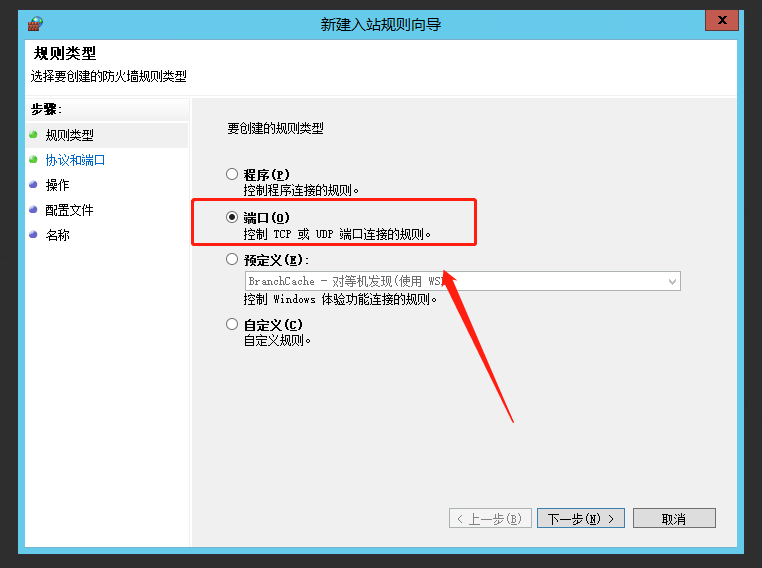 新建入站规则向导
x
规则类型
选择要创建的防火墙规则类型
步骤:
规则类型
协议和端口
操作
配置文件
名称
要创建的规则类型
程序(P)
控制程序连接的规则。
端口(O)
控制 TCP 或 UDP 端口连接的规则。
预定义(E):
BranchCache - 对等机发现(使用 WS
控制 Windows 体验功能连接的规则。
自定义(C)
自定义规则。
< 上一步(B)
下一步(N) >
取消